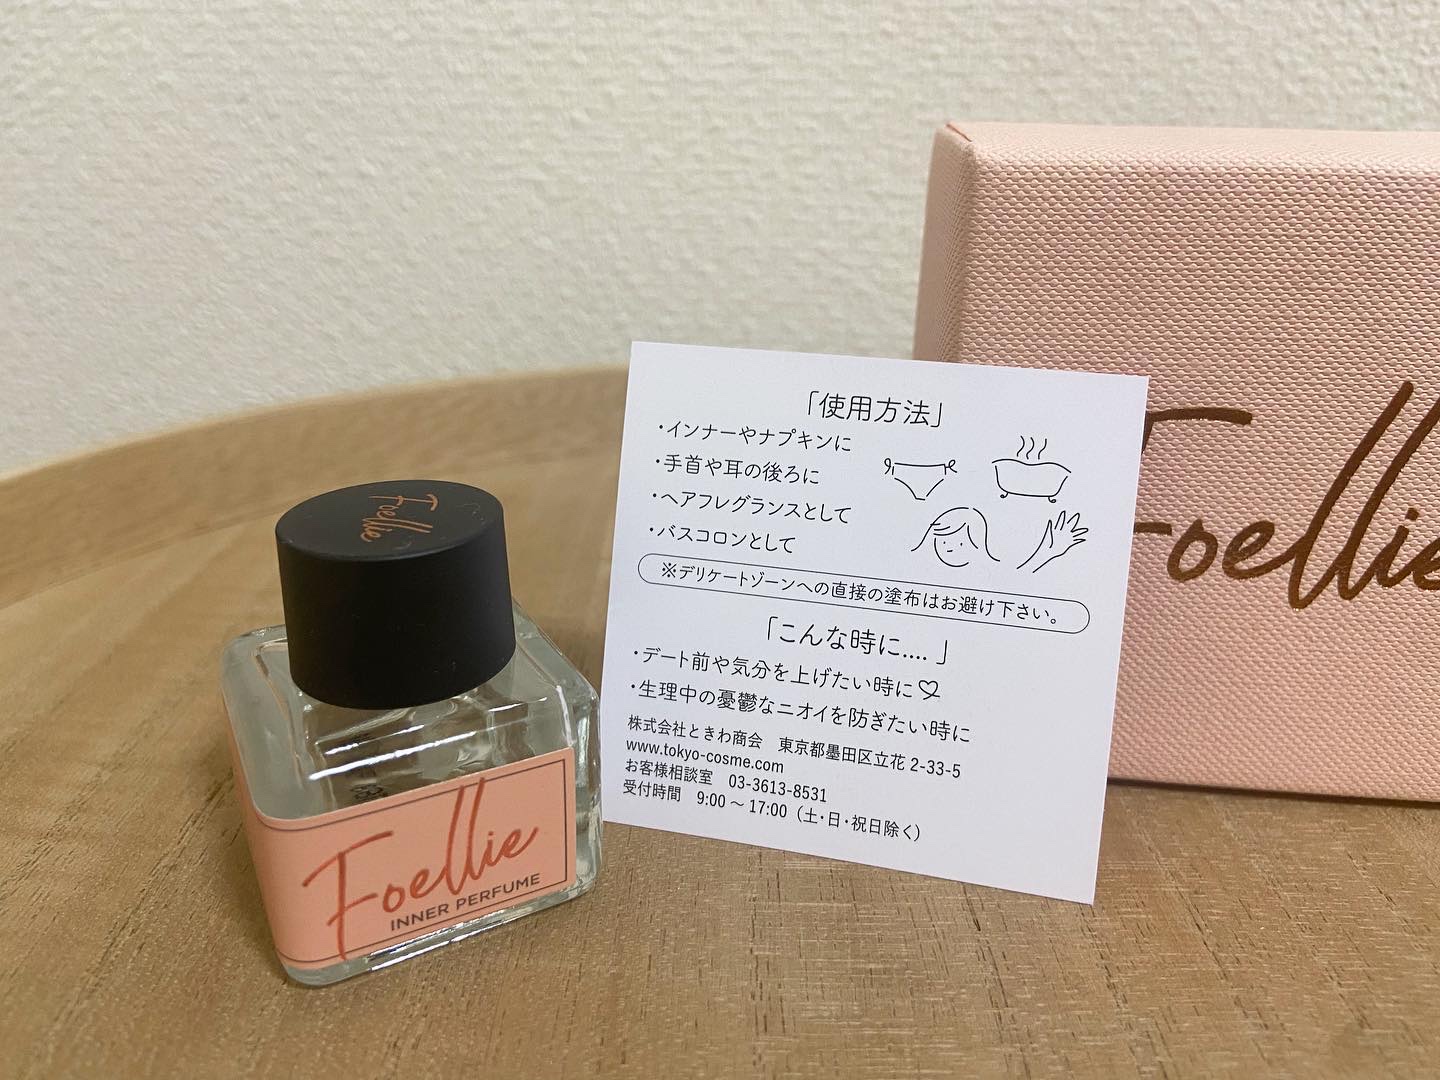 Foellie
Foellie
INNER PERFUME
「使用方法」
・インナーやナプキンに
・手首や耳の後ろに
・ヘアフレグランスとして
・バスコロンとして
※デリケートゾーンへの直接の塗布はお避け下さい。
「こんな時に.... 」
・デート前や気分を上げたい時に♡
・生理中の憂鬱なニオイを防ぎたい時に
株式会社ときわ商会　東京都墨田区立花 2-33-5
www.tokyo-cosme.com
お客様相談室　03-3613-8531
受付時間　9:00 ～ 17:00（土・日・祝日除く）
Foellie